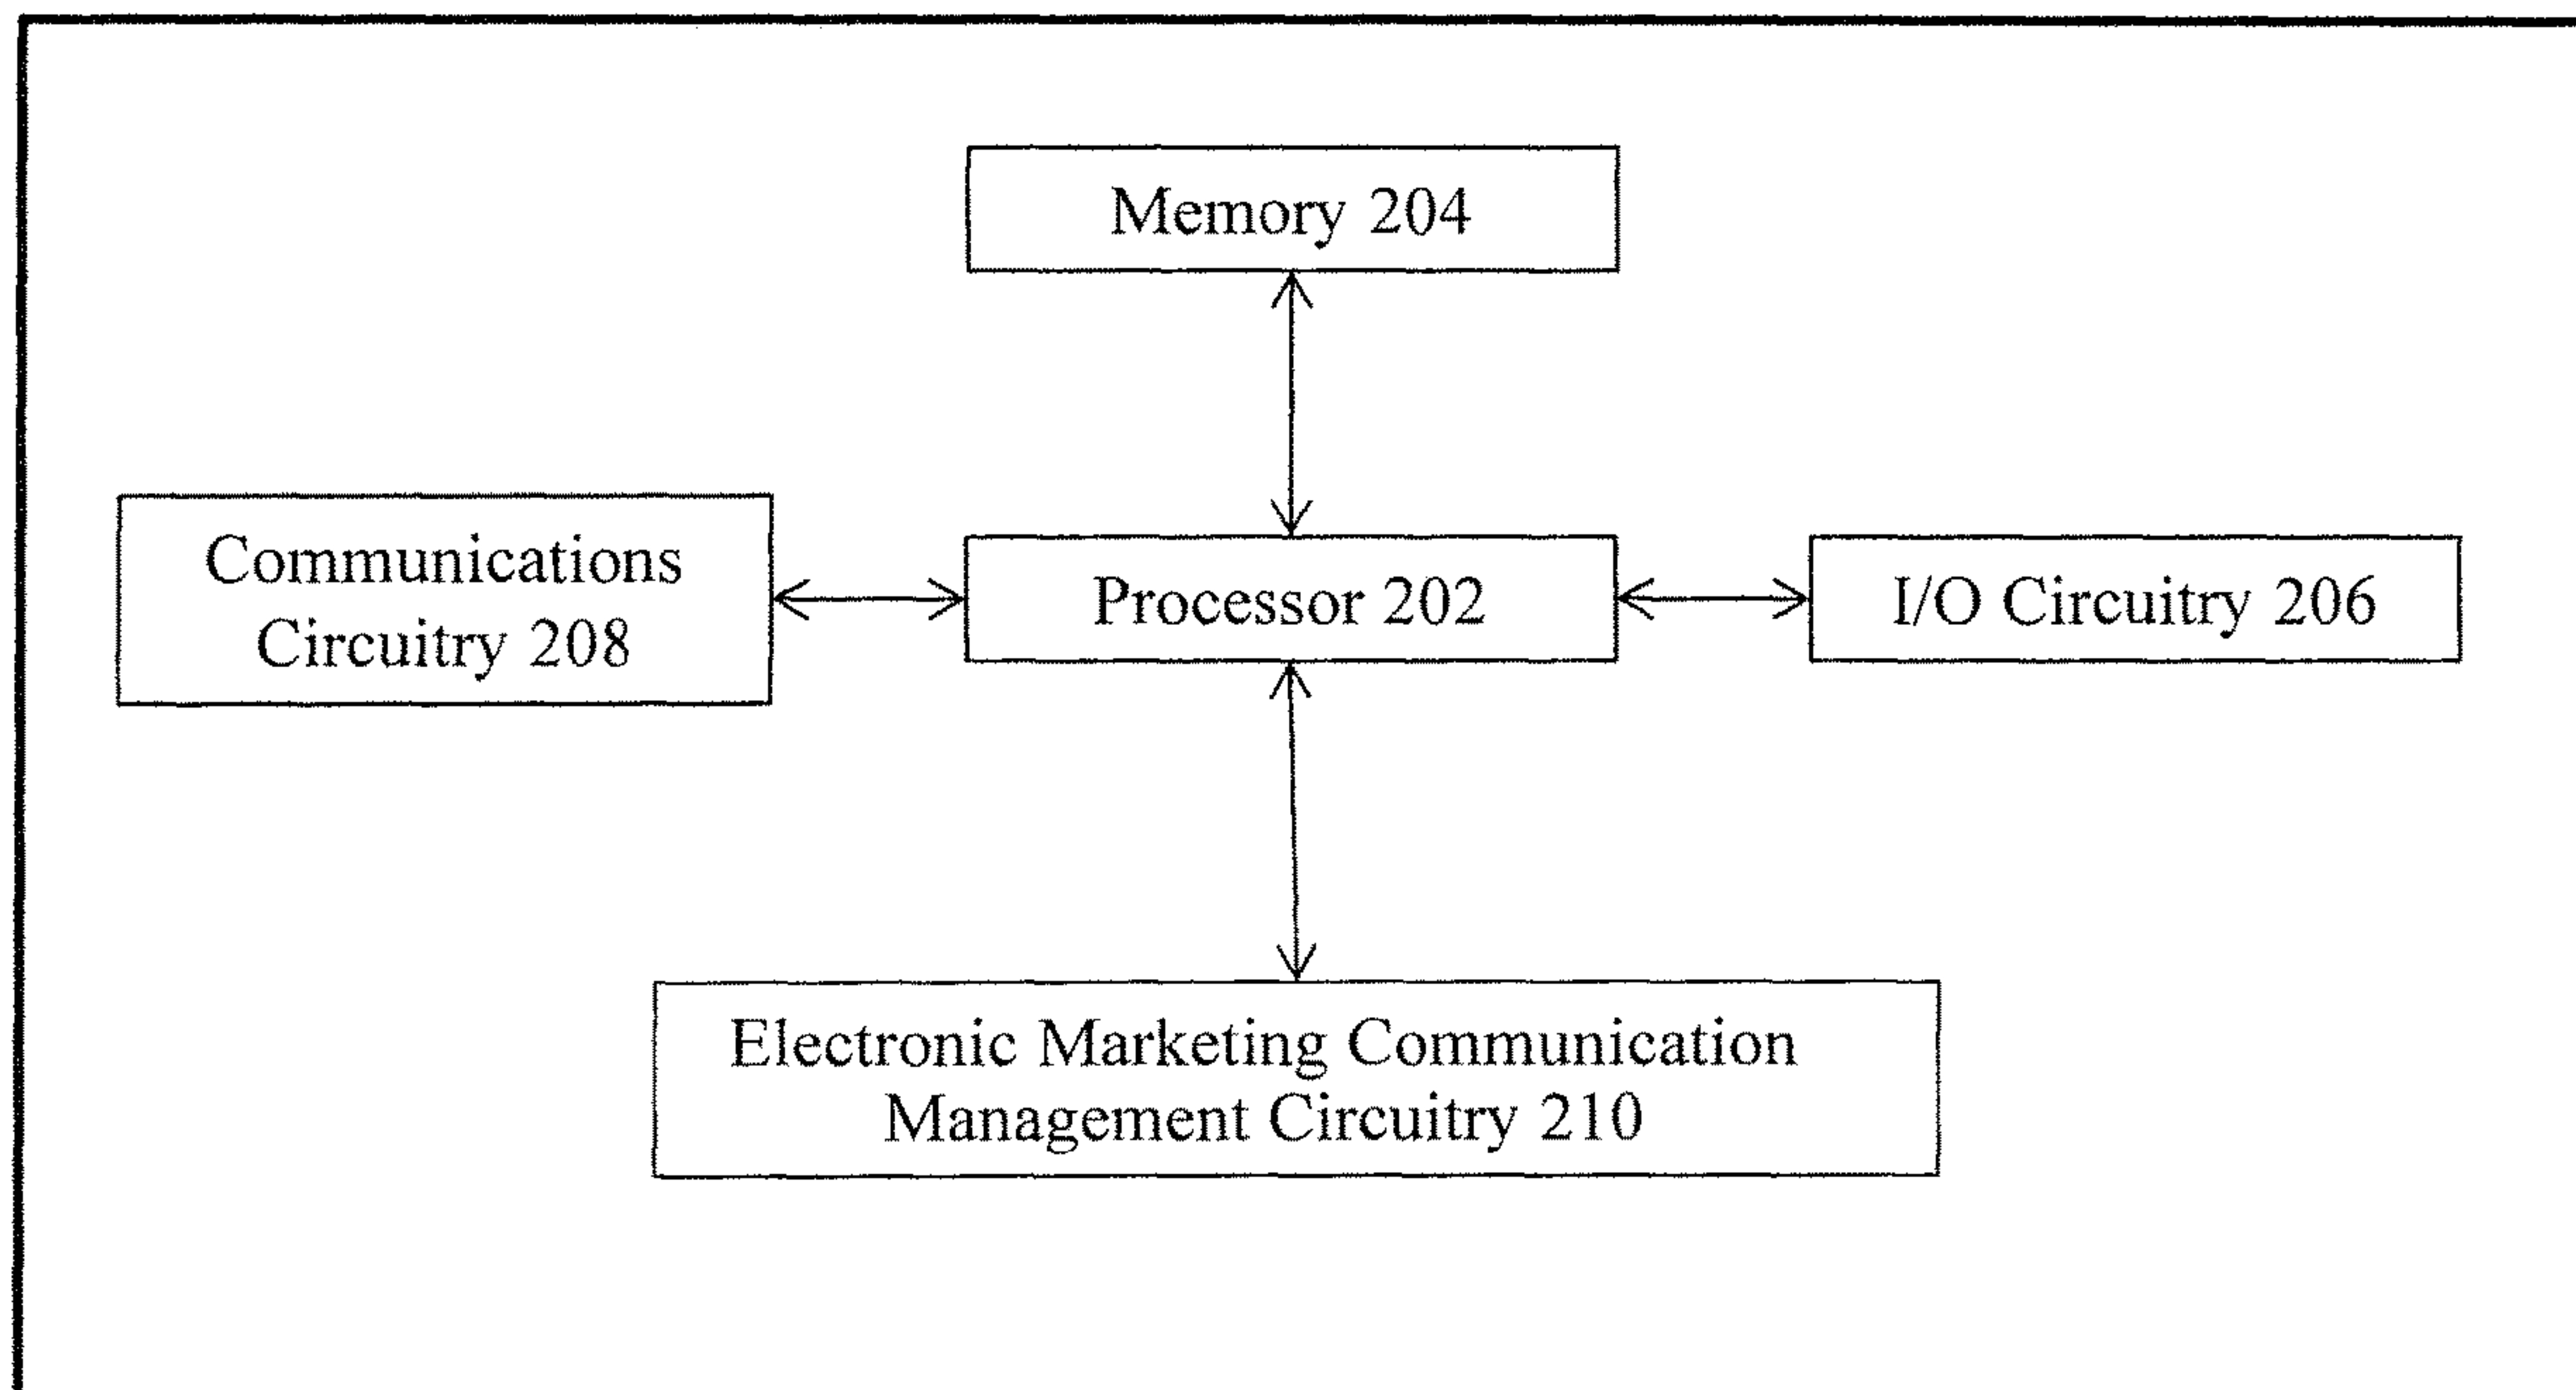 Memory 204
Communications
Circuitry 208
Processor 202
I/O Circuitry 206
Electronic Marketing Communication
Management Circuitry 210